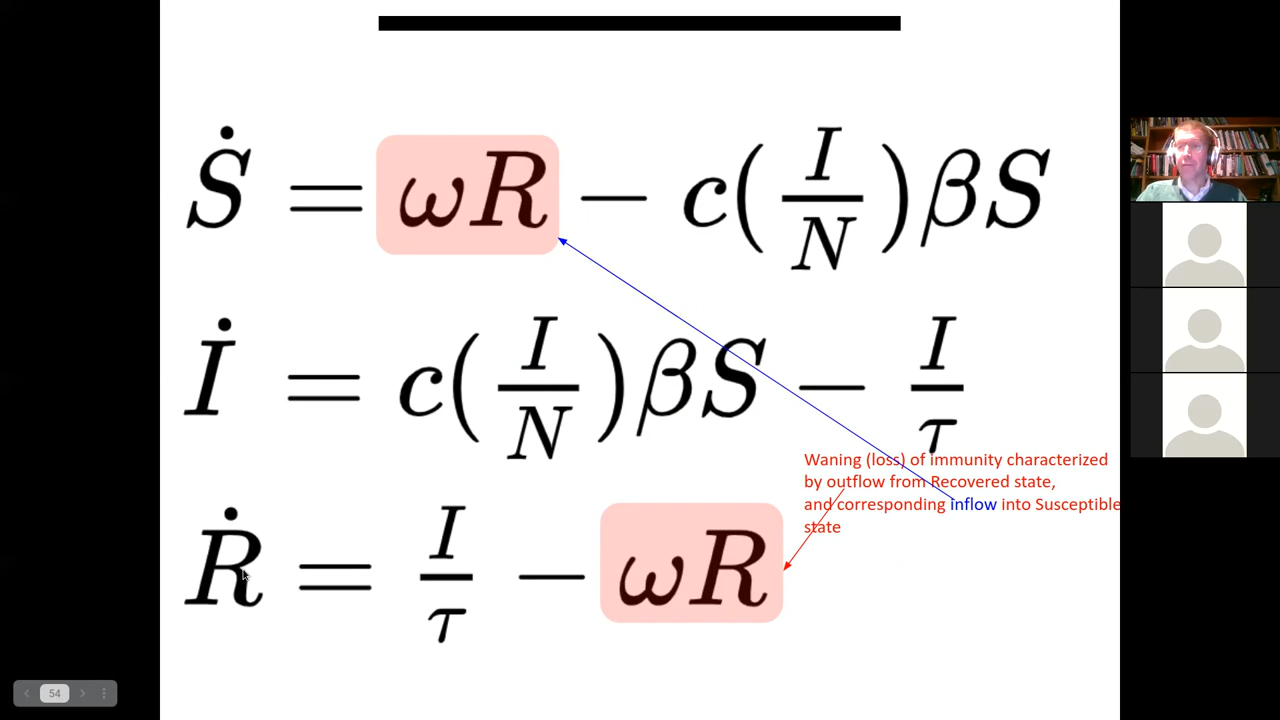 Ṡ = ωR − c(I/N)βS
İ = c(I/N)βS − I/τ
Waning (loss) of immunity characterized
by outflow from Recovered state,
and corresponding inflow into Susceptible
state
Ṙ = I/τ − ωR
54